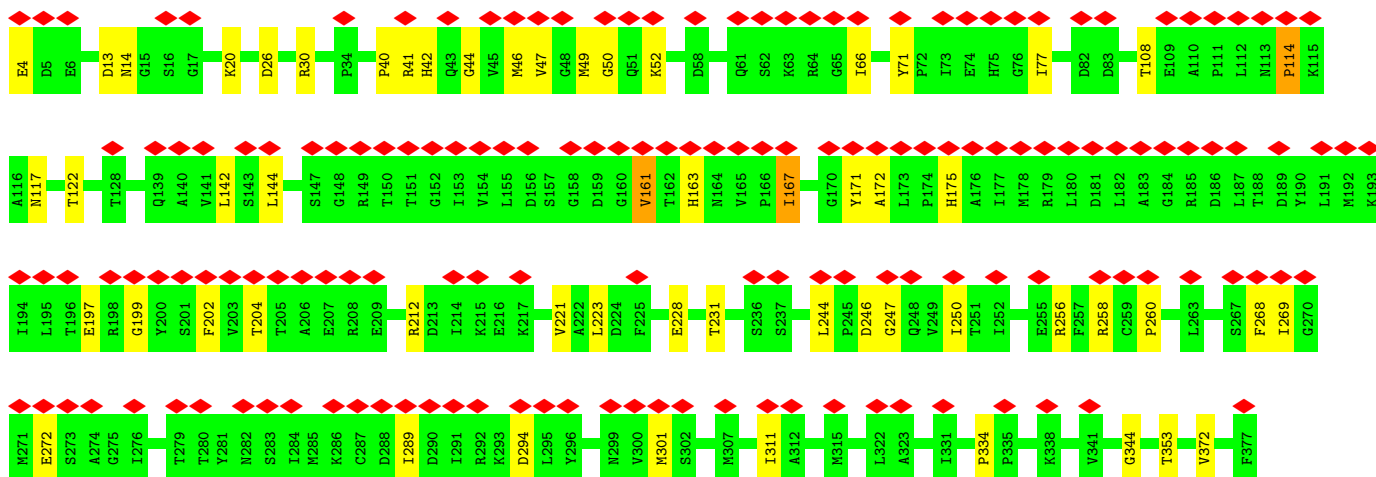 E4 D5 E6 D13 N14 G15 S16 G17 K20 D26 R30 P34 P40 R41 H42 Q43 G44 V45 M46 V47 G48 M49 G50 Q51 K52 D58 Q61 S62 K63 R64 G65 I66 Y71 P72 I73 E74 H75 G76 I77 D82 D83 T108 E109 A110 P111 L112 N113 P114 K115
A116 N117 T122 T128 Q139 A140 V141 L142 S143 L144 S147 G148 R149 T150 T151 G152 I153 V154 L155 D156 S157 G158 D159 G160 V161 T162 H163 N164 V165 P166 I167 G170 Y171 A172 L173 P174 H175 A176 I177 M178 R179 L180 D181 L182 A183 G184 R185 D186 L187 T188 D189 Y190 L191 M192 K193
I194 L195 T196 E197 R198 G199 Y200 S201 F202 V203 T204 T205 A206 E207 R208 E209 R212 D213 I214 K215 E216 K217 V221 A222 L223 D224 F225 E228 T231 S236 S237 L244 P245 D246 G247 Q248 V249 I250 T251 I252 E255 R256 F257 R258 C259 P260 L263 S267 F268 I269 G270
M271 E272 S273 A274 G275 I276 T279 T280 Y281 N282 S283 I284 M285 K286 C287 D288 I289 D290 I291 R292 K293 D294 L295 Y296 N299 V300 M301 S302 M307 I311 A312 M315 L322 A323 I331 P334 P335 K338 V341 G344 T353 V372 F377